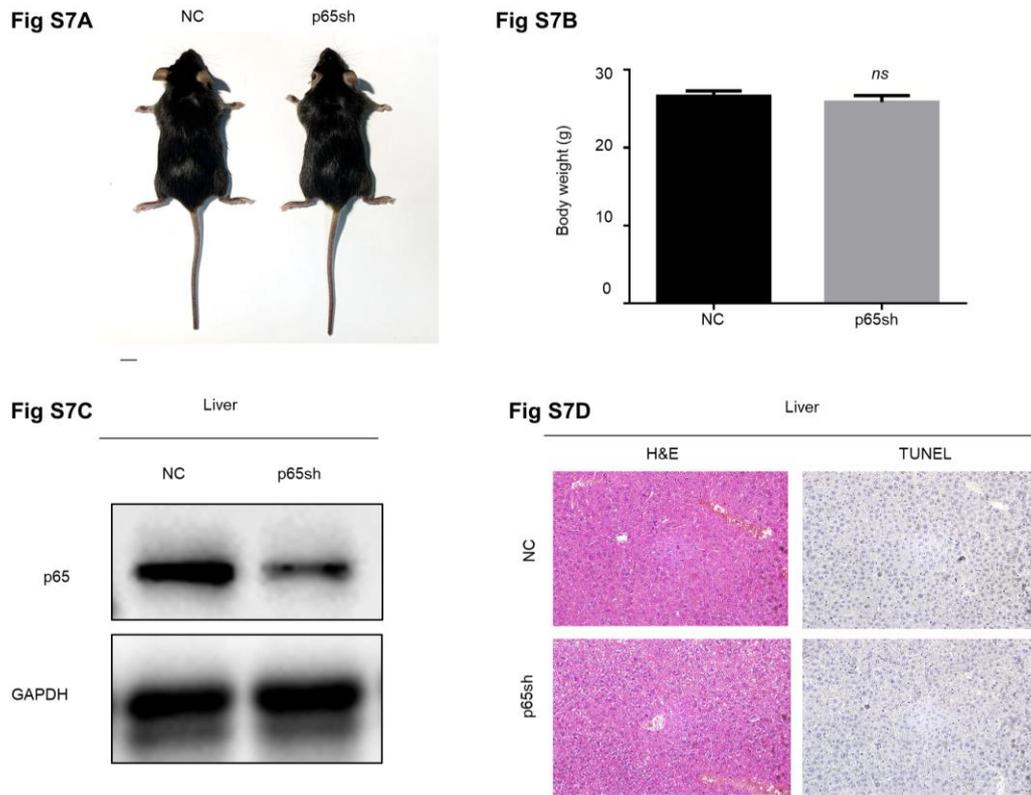 Fig S7A
NC p65sh
Fig S7B
30
20
10
0
Body weight (g)
ns
NC p65sh
Fig S7C
Liver
NC p65sh
p65
GAPDH
Fig S7D
Liver
H&E TUNEL
NC
p65sh